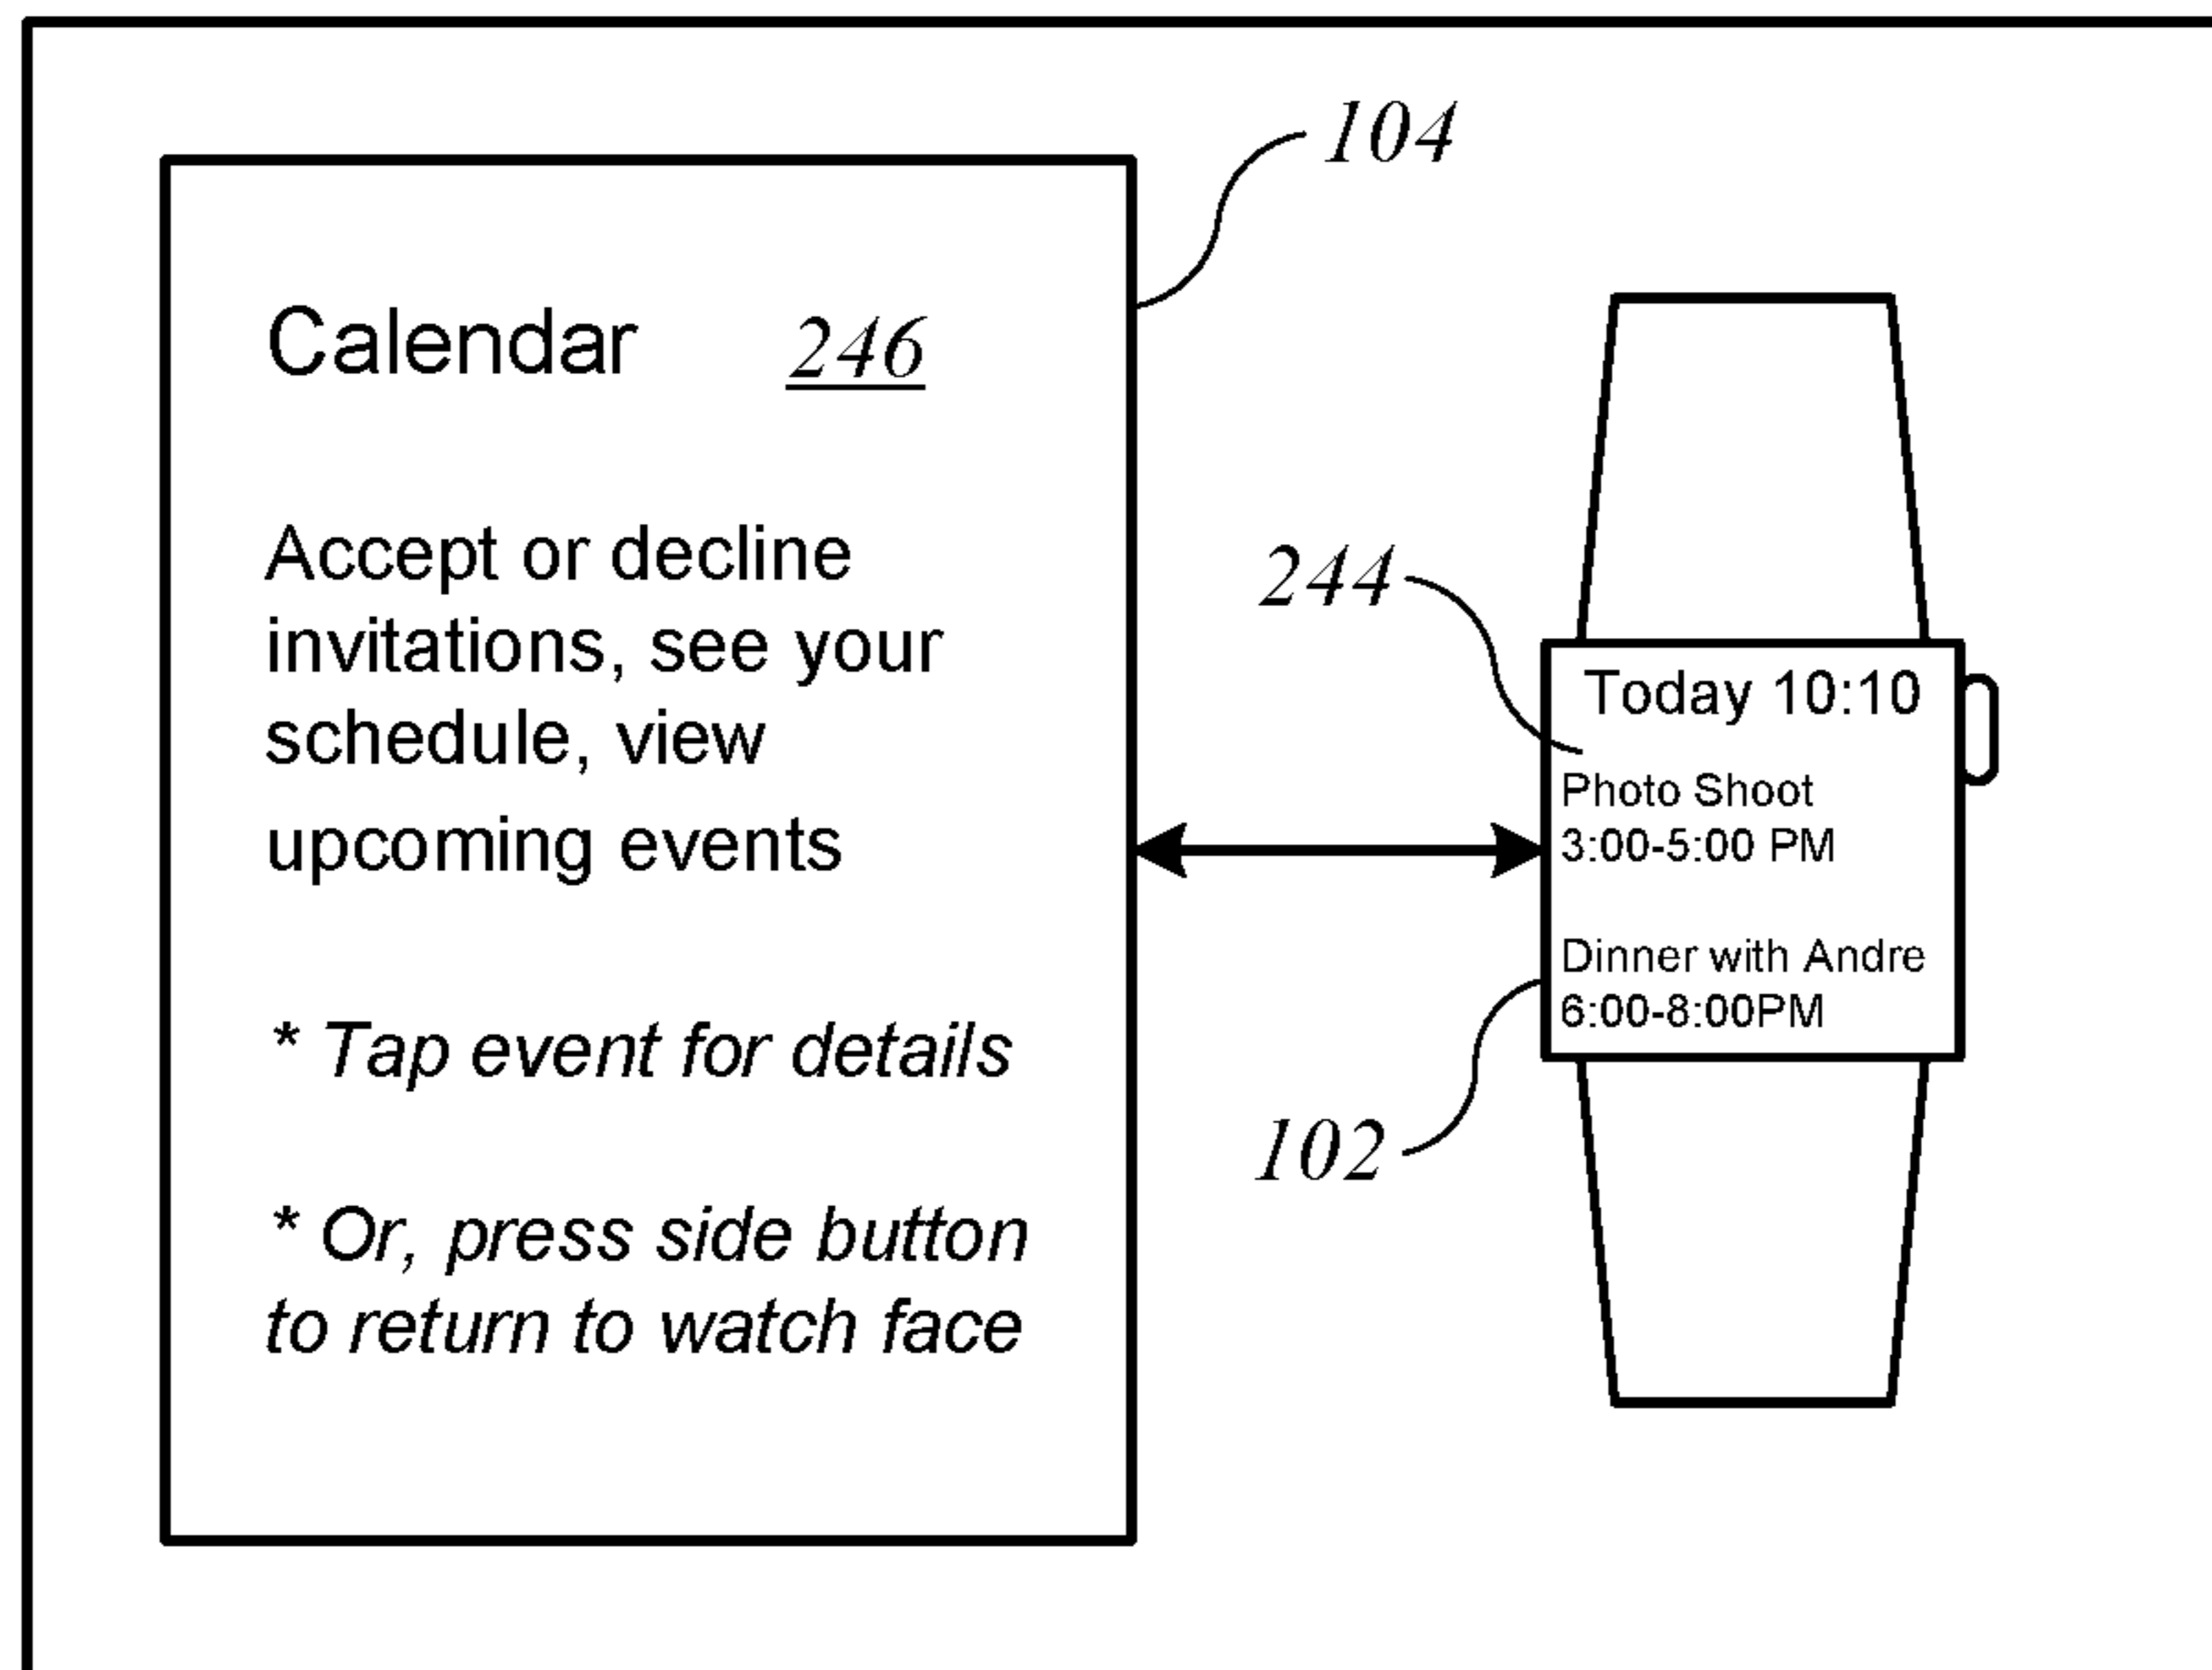 104
Calendar 246
Accept or decline
invitations, see your
schedule, view
upcoming events
* Tap event for details
* Or, press side button
to return to watch face
244
Today 10:10
Photo Shoot
3:00-5:00 PM
Dinner with Andre
6:00-8:00PM
102